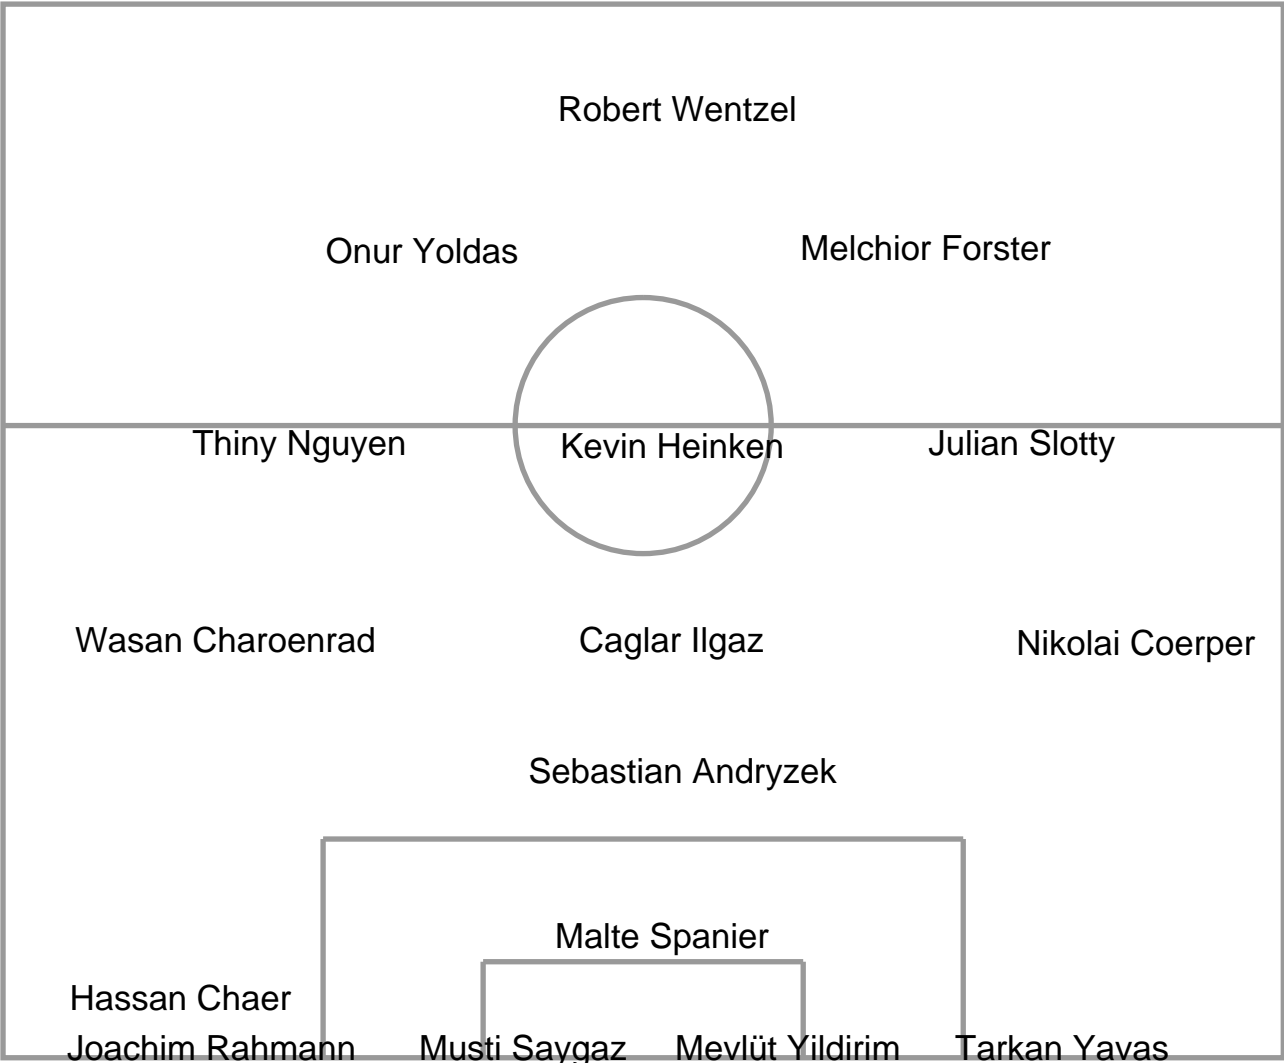 Robert Wentzel
Onur Yoldas
Melchior Forster
Thiny Nguyen
Kevin Heinken
Julian Slotty
Wasan Charoenrad
Caglar Ilgaz
Nikolai Coerper
Sebastian Andryzek
Malte Spanier
Hassan Chaer
Joachim Rahmann
Musti Saygaz
Mevlüt Yildirim
Tarkan Yavas